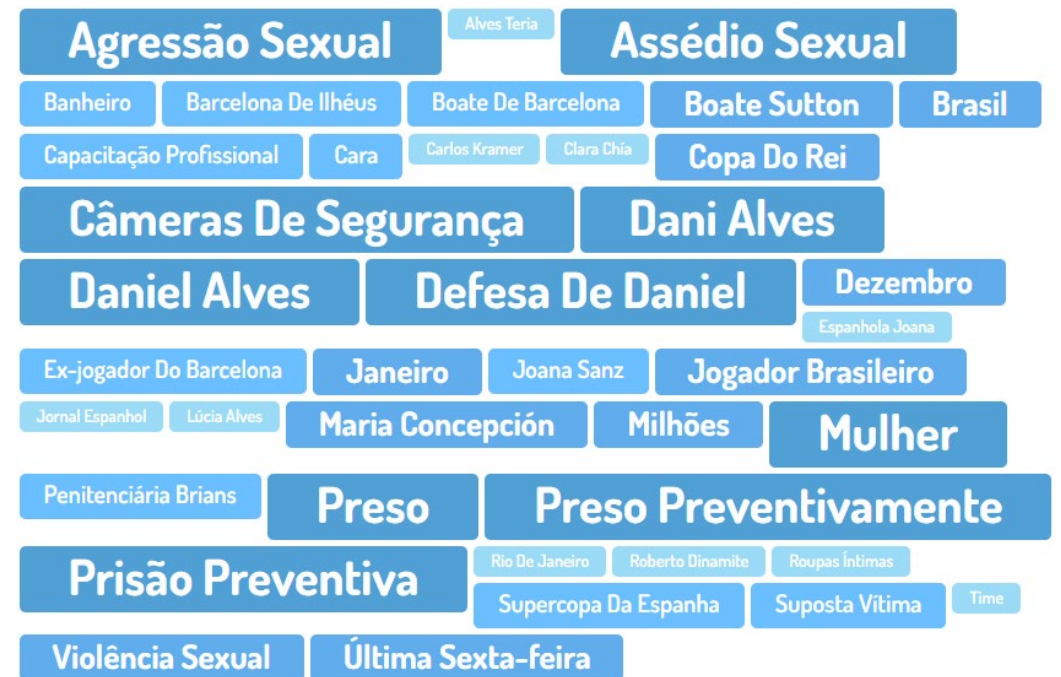 Agressão Sexual Alves Teria Assédio Sexual
Banheiro Barcelona De Ilhéus Boate De Barcelona Boate Sutton Brasil
Capacitação Profissional Cara Carlos Kramer Clara Chía Copa Do Rei
Câmeras De Segurança Dani Alves
Daniel Alves Defesa De Daniel Dezembro
Espanhola Joana
Ex-jogador Do Barcelona Janeiro Joana Sanz Jogador Brasileiro
Jornal Espanhol Lúcia Alves Maria Concepción Milhões Mulher
Penitenciária Brians Preso Preso Preventivamente
Prisão Preventiva Rio De Janeiro Roberto Dinamite Roupas Íntimas
Supercopa Da Espanha Suposta Vítima Time
Violência Sexual Última Sexta-feira